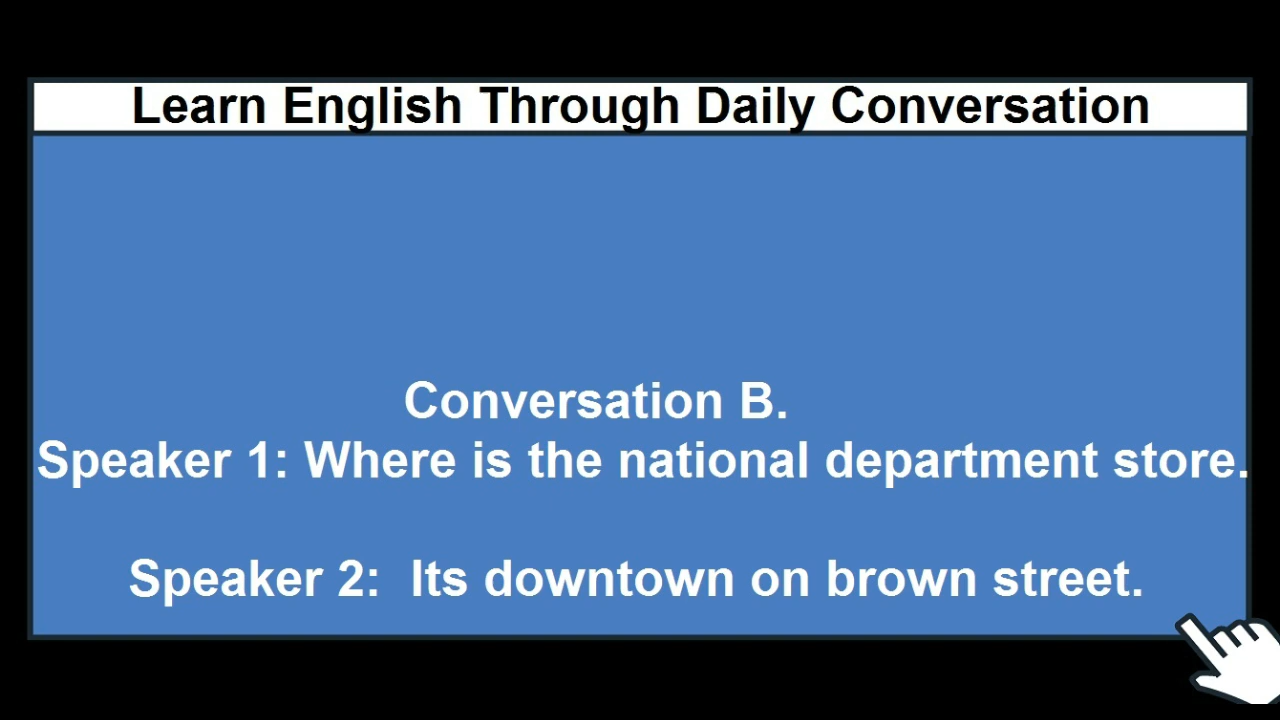 Learn English Through Daily Conversation
Conversation B.
Speaker 1: Where is the national department store.
Speaker 2:  Its downtown on brown street.